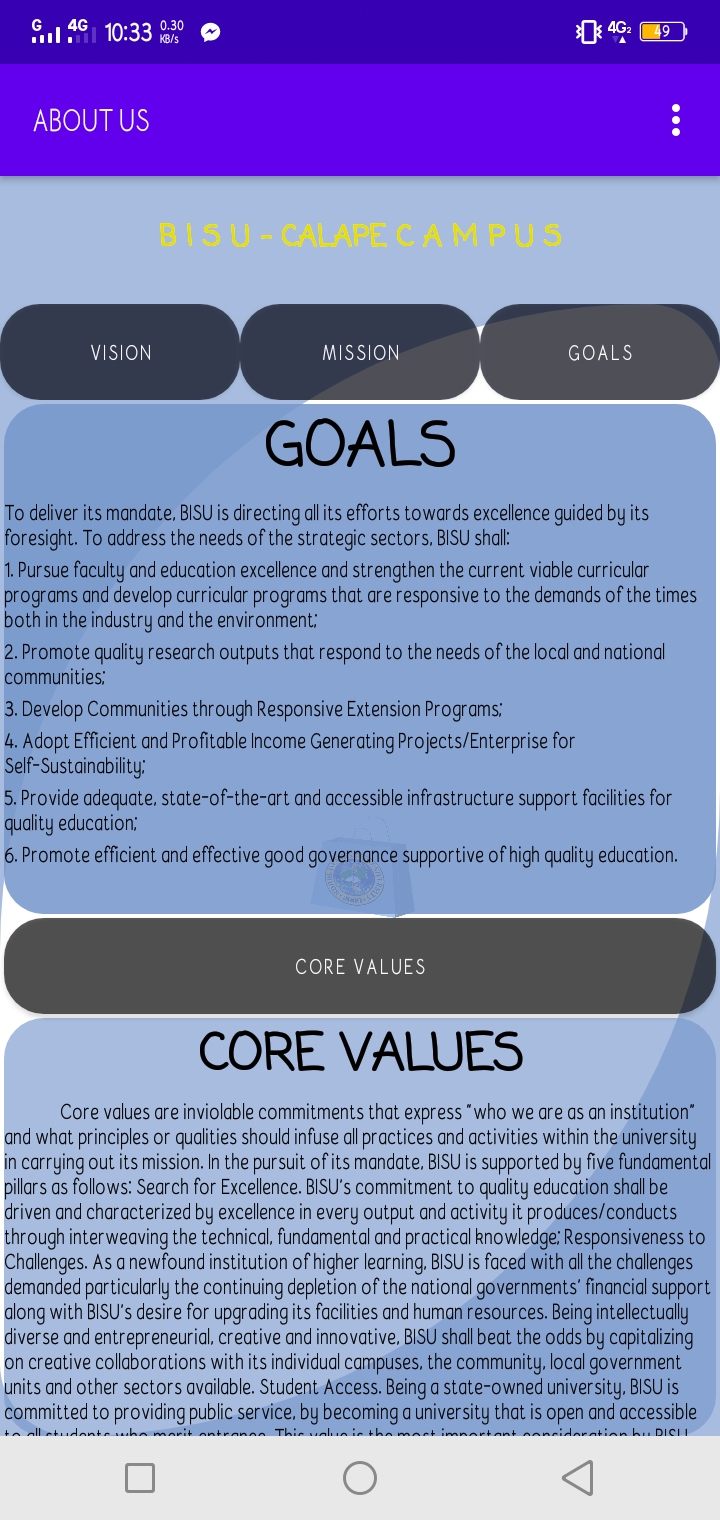 G 4G 10:33 0.30 KB/s 4G2 49
ABOUT US
B I S U - CALAPE C A M P U S
VISION MISSION GOALS
GOALS
To deliver its mandate, BISU is directing all its efforts towards excellence guided by its
foresight. To address the needs of the strategic sectors, BISU shall:
1. Pursue faculty and education excellence and strengthen the current viable curricular
programs and develop curricular programs that are responsive to the demands of the times
both in the industry and the environment;
2. Promote quality research outputs that respond to the needs of the local and national
communities;
3. Develop Communities through Responsive Extension Programs;
4. Adopt Efficient and Profitable Income Generating Projects/Enterprise for
Self-Sustainability;
5. Provide adequate, state-of-the-art and accessible infrastructure support facilities for
quality education;
6. Promote efficient and effective good governance supportive of high quality education.
CORE VALUES
CORE VALUES
Core values are inviolable commitments that express "who we are as an institution"
and what principles or qualities should infuse all practices and activities within the university
in carrying out its mission. In the pursuit of its mandate, BISU is supported by five fundamental
pillars as follows: Search for Excellence. BISU's commitment to quality education shall be
driven and characterized by excellence in every output and activity it produces/conducts
through interweaving the technical, fundamental and practical knowledge; Responsiveness to
Challenges. As a newfound institution of higher learning, BISU is faced with all the challenges
demanded particularly the continuing depletion of the national governments' financial support
along with BISU's desire for upgrading its facilities and human resources. Being intellectually
diverse and entrepreneurial, creative and innovative, BISU shall beat the odds by capitalizing
on creative collaborations with its individual campuses, the community, local government
units and other sectors available. Student Access. Being a state-owned university, BISU is
committed to providing public service, by becoming a university that is open and accessible
to all students who merit entrance. This value is the most important consideration by BISU